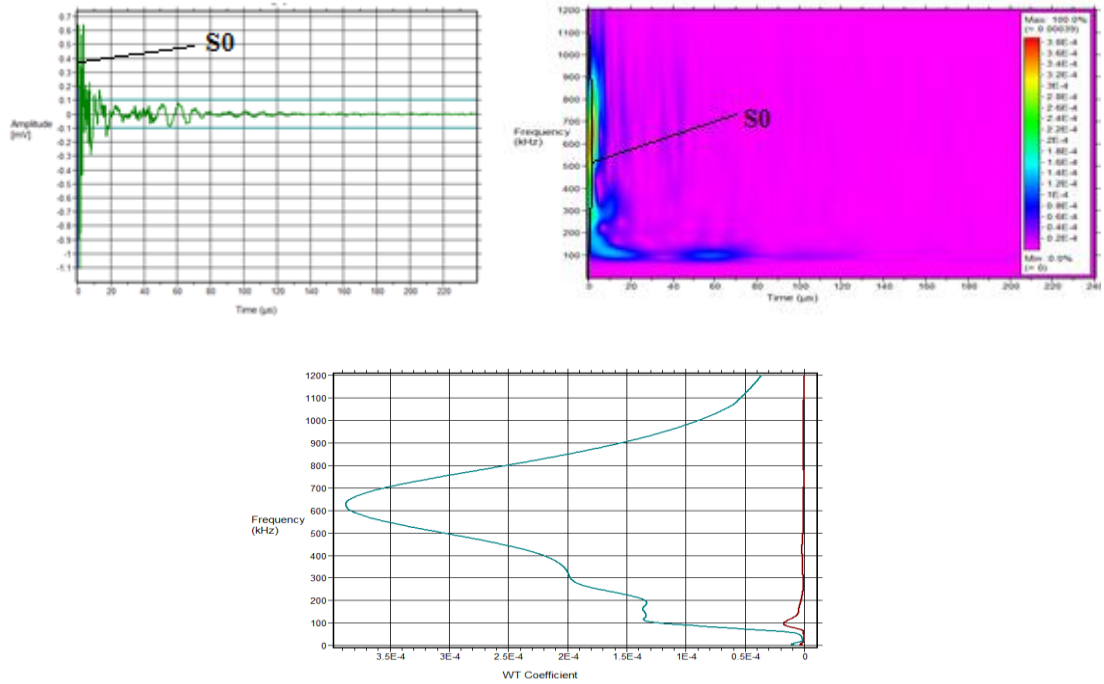 0.7
0.6
0.5
0.4
0.3
0.2
0.1
0
-0.1
-0.2
-0.3
-0.4
-0.5
-0.6
-0.7
-0.8
-0.9
-1
-1.1
Amplitude
[mV]
S0
0 20 40 60 80 100 120 140 160 180 200 220
Time (µs)
1200
1100
1000
900
800
700
600
500
400
300
200
100
0
Frequency
(kHz)
S0
Max: 100.0%
(= 0.00039)
3.8E-4
3.6E-4
3.2E-4
3E-4
2.8E-4
2.6E-4
2.2E-4
2E-4
1.8E-4
1.6E-4
1.4E-4
1.2E-4
1E-4
0.8E-4
0.6E-4
0.4E-4
0.2E-4
Min: 0.0%
(= 0)
0 20 40 60 80 100 120 140 160 180 200 220 240
Time (µs)
1200
1100
1000
900
800
700
600
500
400
300
200
100
0
Frequency
(kHz)
3.5E-4 3E-4 2.5E-4 2E-4 1.5E-4 1E-4 0.5E-4 0
WT Coefficient